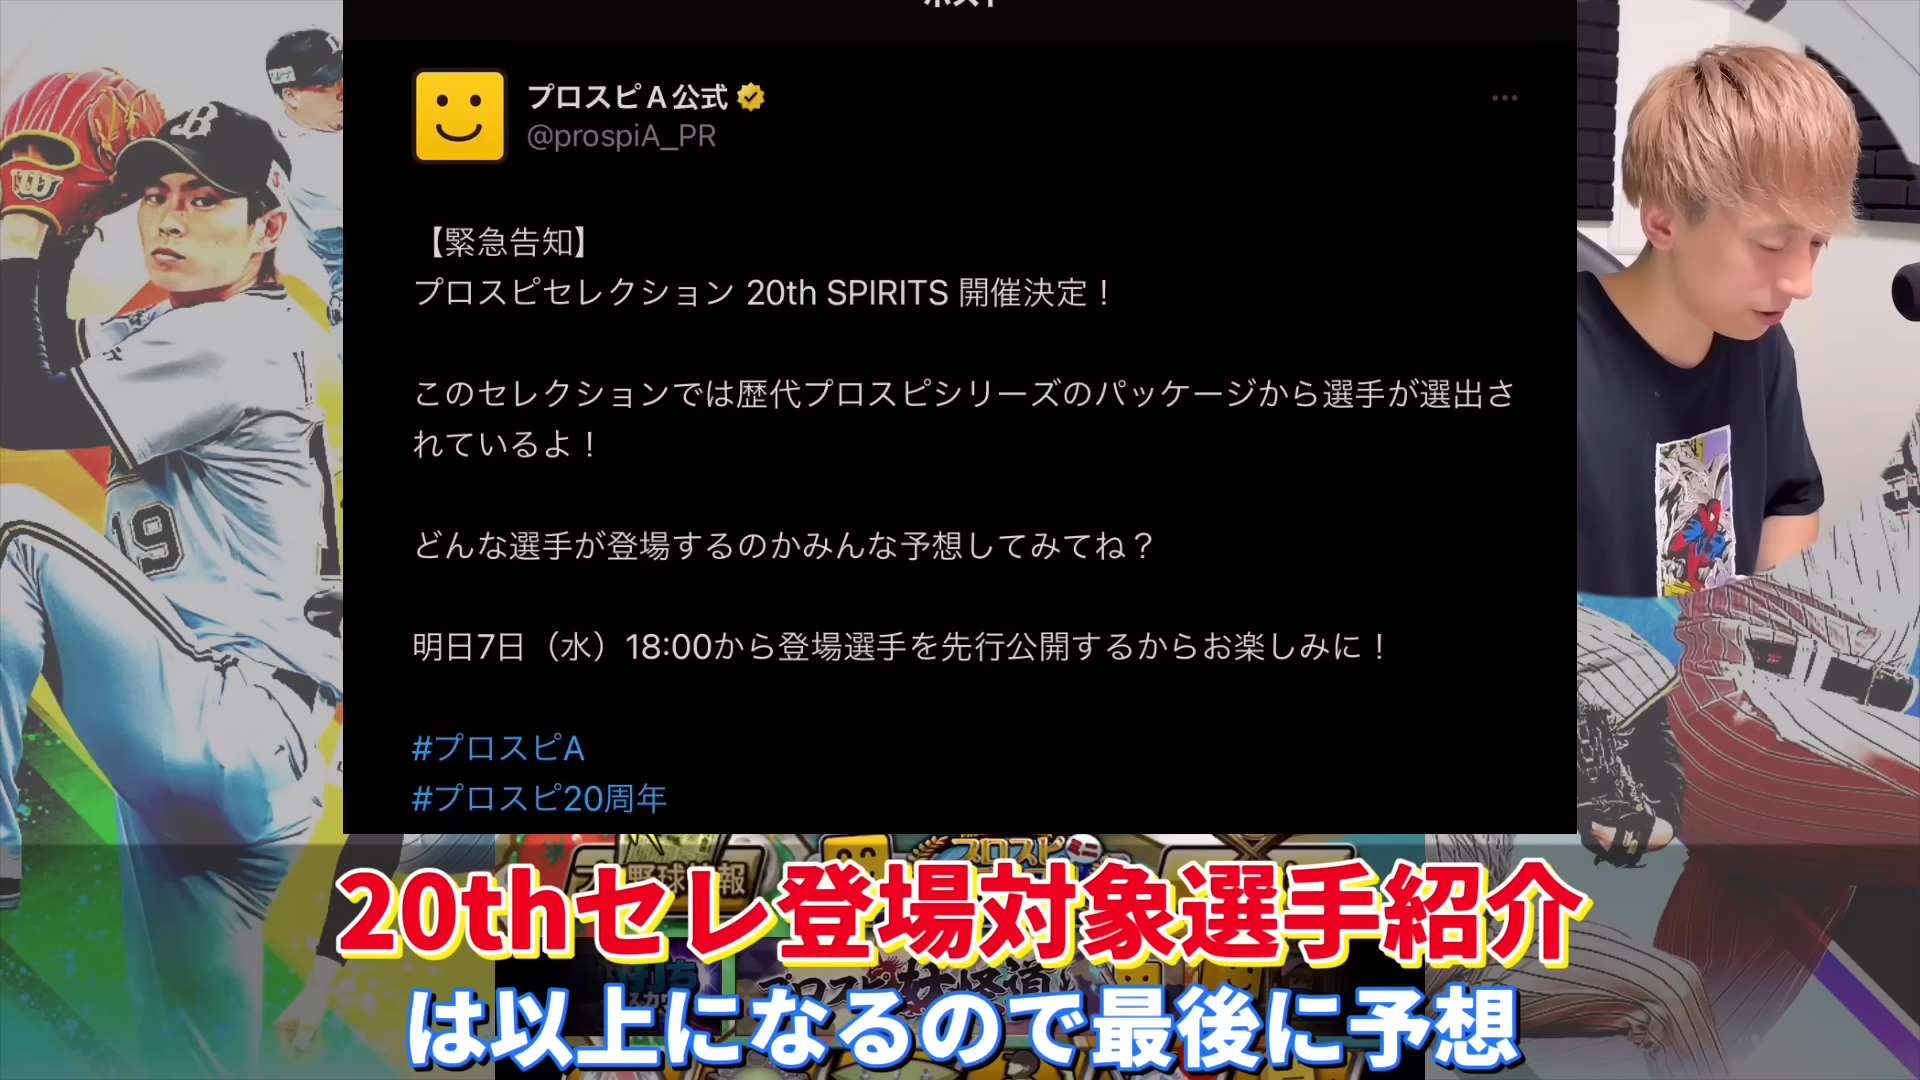 プロスピA公式
@prospiA_PR
【緊急告知】
プロスピセレクション 20th SPIRITS 開催決定！
このセレクションでは歴代プロスピシリーズのパッケージから選手が選出さ
れているよ！
どんな選手が登場するのかみんな予想してみてね？
明日7日（水）18:00から登場選手を先行公開するからお楽しみに！
#プロスピA
#プロスピ20周年
B
19
プロスピ
20thセレ登場対象選手紹介
は以上になるので最後に予想